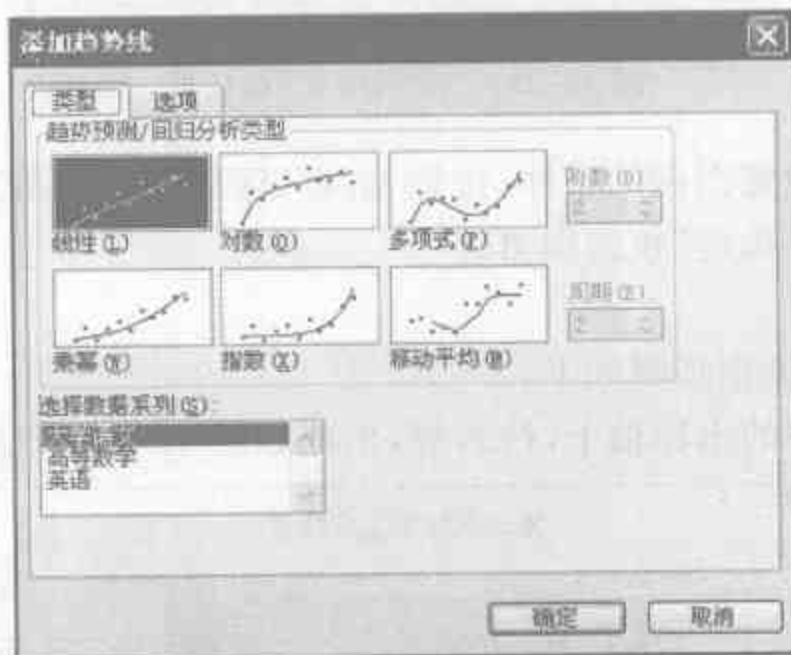 添加趋势线
类型 选项
趋势预测/回归分析类型
线性(L) 对数(O) 多项式(P) 阶数(D)
2
乘幂(W) 指数(X) 移动平均(M) 周期(E)
2
选择数据系列(S):
高等数学
英语
确定 取消